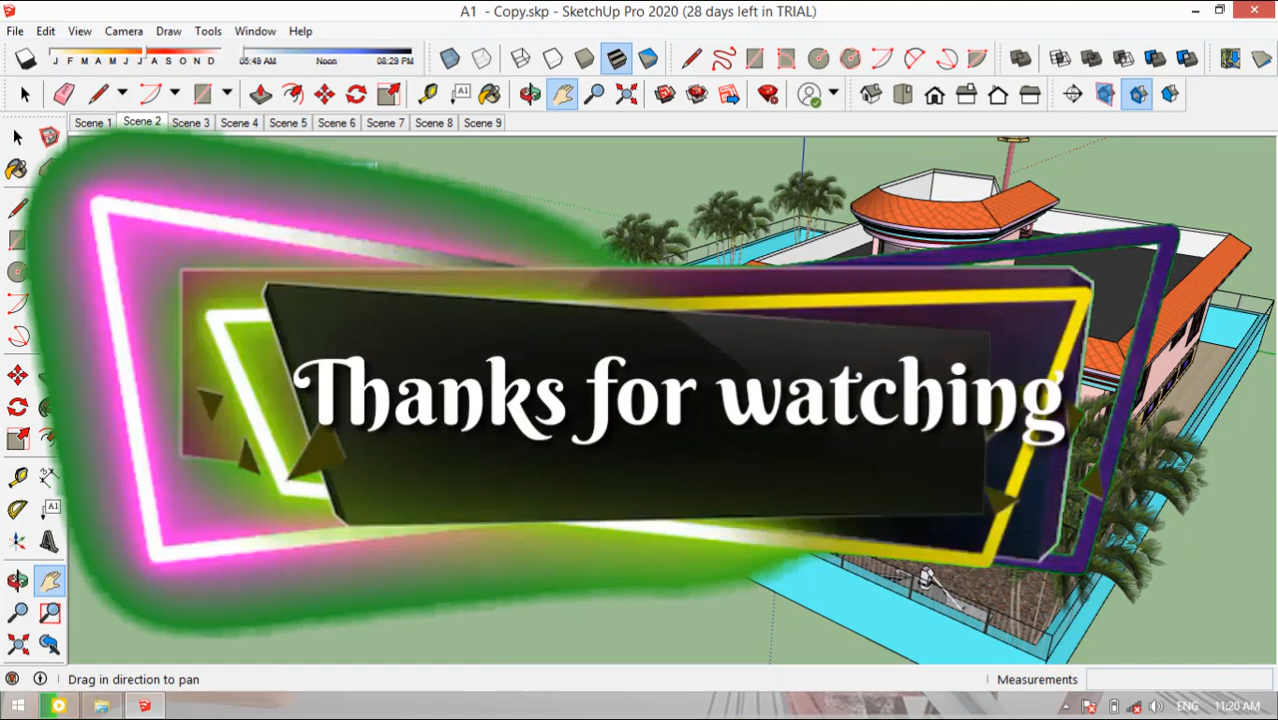 A1 - Copy.skp - SketchUp Pro 2020 (28 days left in TRIAL)
File Edit View Camera Draw Tools Window Help
J F M A M J J A S O N D 05:49 AM Noon 08:29 PM
A1
Scene 1 Scene 2 Scene 3 Scene 4 Scene 5 Scene 6 Scene 7 Scene 8 Scene 9
Thanks for watching
A1
Drag in direction to pan Measurements
ENG 11:20 AM